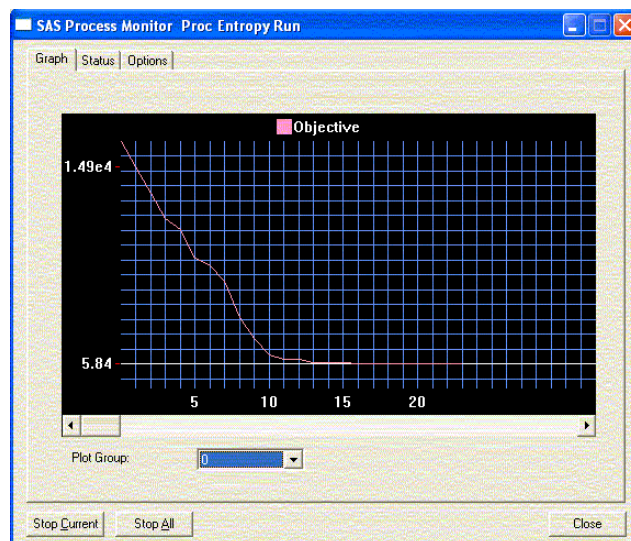 SAS Process Monitor Proc Entropy Run
Graph Status Options
Objective
1.49e4
5.84
5 10 15 20
Plot Group: 0
Stop Current Stop All Close